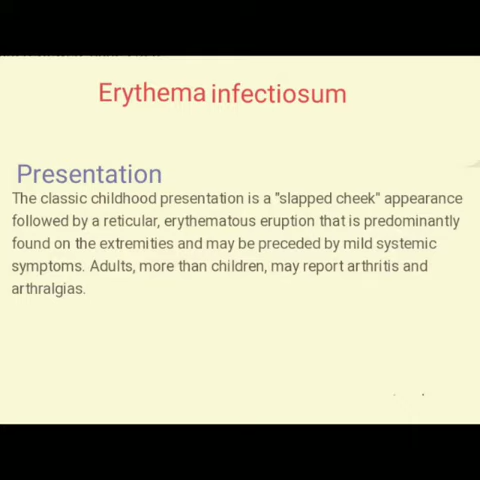 Erythema infectiosum
Presentation
The classic childhood presentation is a "slapped cheek" appearance
followed by a reticular, erythematous eruption that is predominantly
found on the extremities and may be preceded by mild systemic
symptoms. Adults, more than children, may report arthritis and
arthralgias.